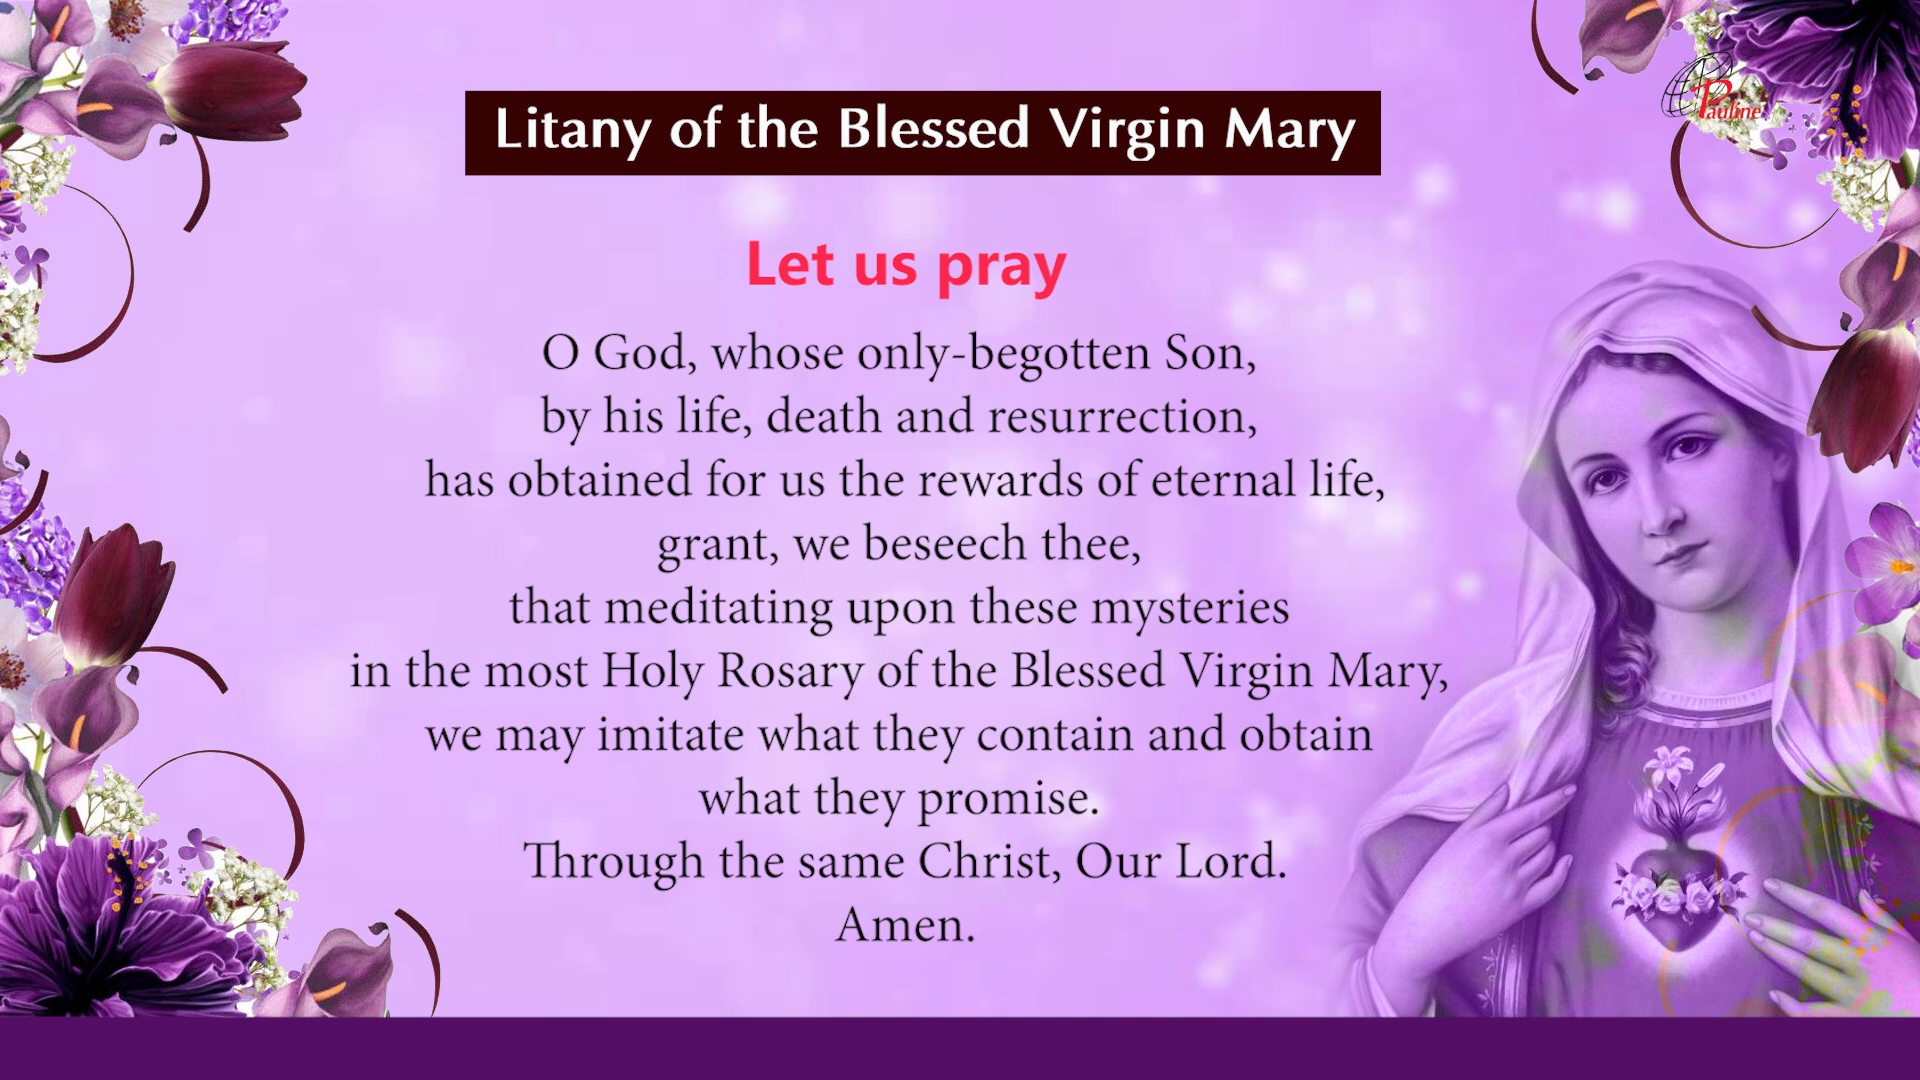 Litany of the Blessed Virgin Mary
Pauline
Let us pray
O God, whose only-begotten Son,
by his life, death and resurrection,
has obtained for us the rewards of eternal life,
grant, we beseech thee,
that meditating upon these mysteries
in the most Holy Rosary of the Blessed Virgin Mary,
we may imitate what they contain and obtain
what they promise.
Through the same Christ, Our Lord.
Amen.